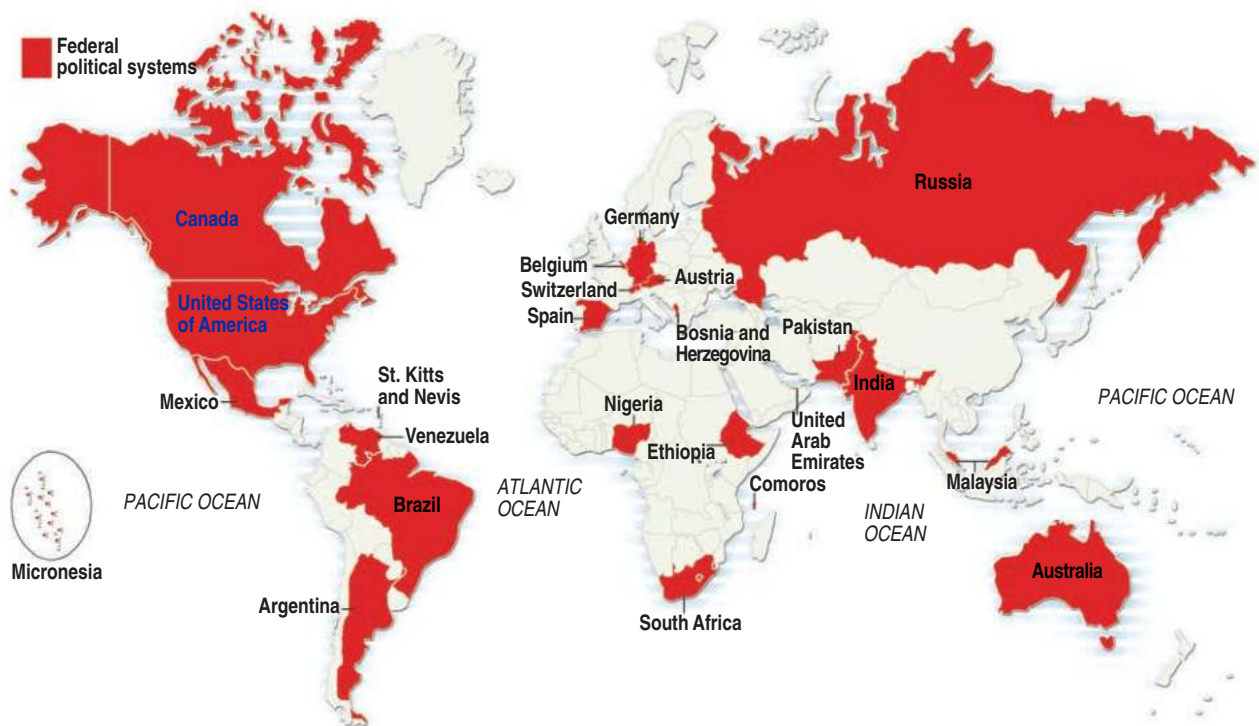 Federal
political systems
Canada
United States
of America
Mexico
St. Kitts
and Nevis
Venezuela
Brazil
Argentina
Micronesia
PACIFIC OCEAN
ATLANTIC
OCEAN
Germany
Belgium
Austria
Switzerland
Spain
Bosnia and
Herzegovina
Russia
Pakistan
India
United
Arab
Emirates
Nigeria
Ethiopia
Comoros
South Africa
INDIAN
OCEAN
Malaysia
PACIFIC OCEAN
Australia